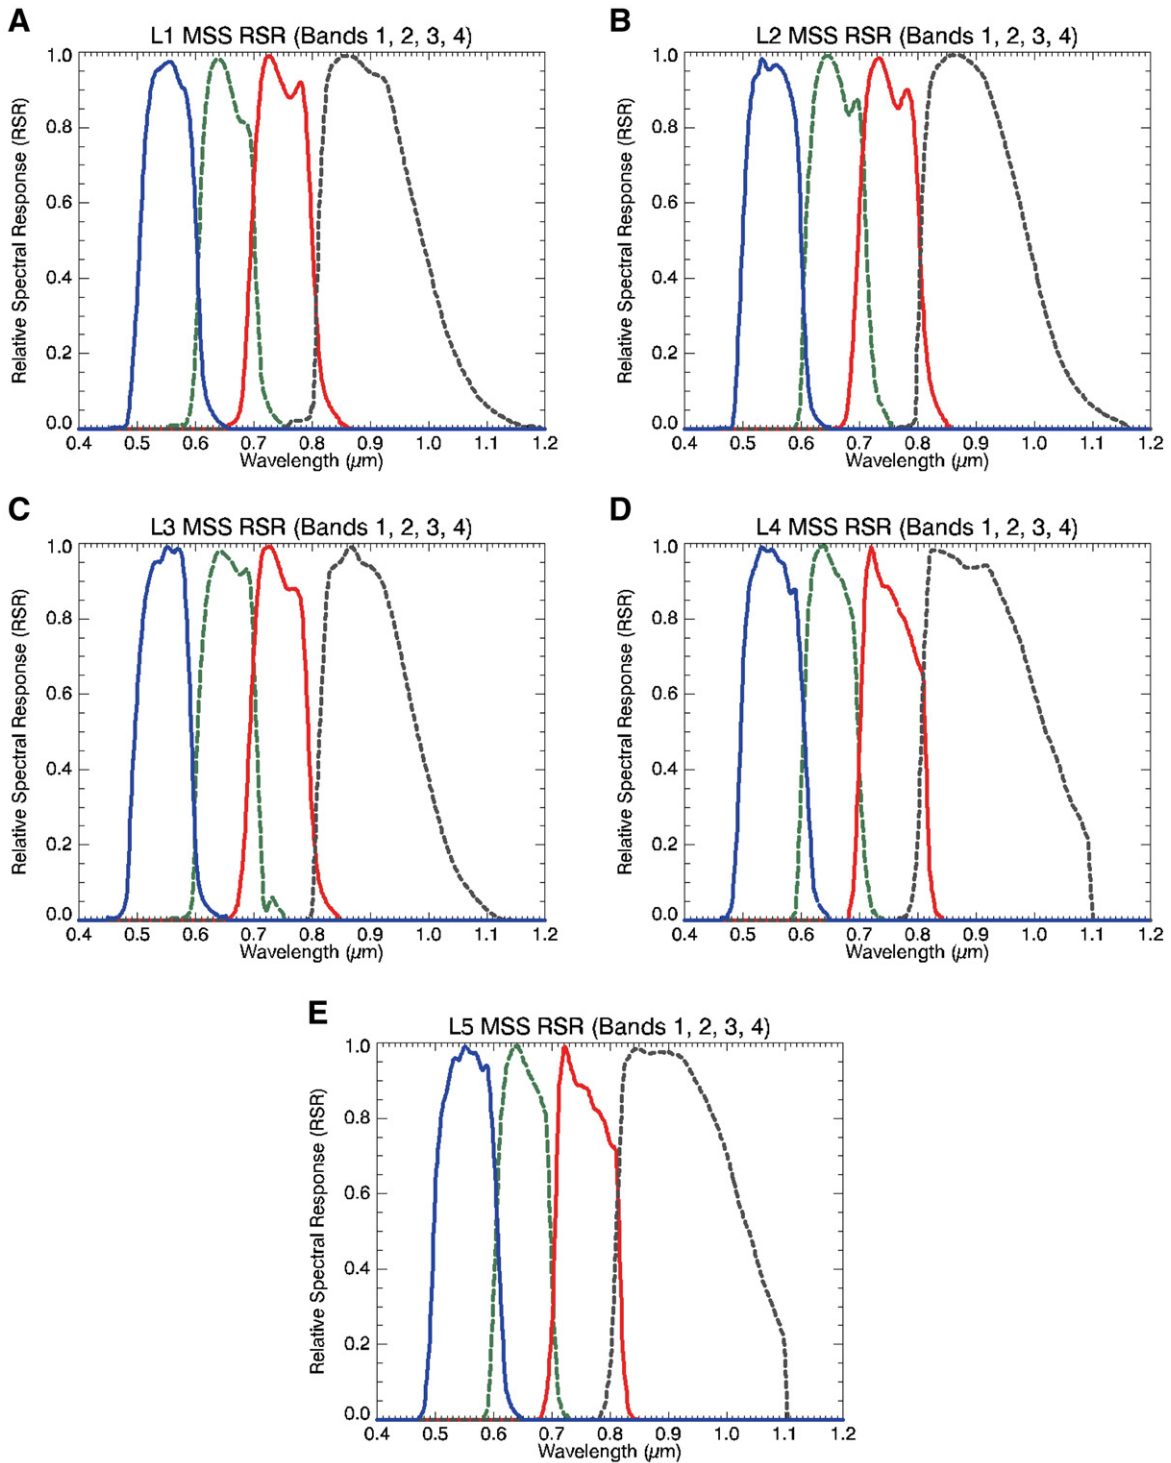 A
L1 MSS RSR (Bands 1, 2, 3, 4)
Relative Spectral Response (RSR)
1.0
0.8
0.6
0.4
0.2
0.0
0.4 0.5 0.6 0.7 0.8 0.9 1.0 1.1 1.2
Wavelength (µm)
B
L2 MSS RSR (Bands 1, 2, 3, 4)
Relative Spectral Response (RSR)
1.0
0.8
0.6
0.4
0.2
0.0
0.4 0.5 0.6 0.7 0.8 0.9 1.0 1.1 1.2
Wavelength (µm)
C
L3 MSS RSR (Bands 1, 2, 3, 4)
Relative Spectral Response (RSR)
1.0
0.8
0.6
0.4
0.2
0.0
0.4 0.5 0.6 0.7 0.8 0.9 1.0 1.1 1.2
Wavelength (µm)
D
L4 MSS RSR (Bands 1, 2, 3, 4)
Relative Spectral Response (RSR)
1.0
0.8
0.6
0.4
0.2
0.0
0.4 0.5 0.6 0.7 0.8 0.9 1.0 1.1 1.2
Wavelength (µm)
E
L5 MSS RSR (Bands 1, 2, 3, 4)
Relative Spectral Response (RSR)
1.0
0.8
0.6
0.4
0.2
0.0
0.4 0.5 0.6 0.7 0.8 0.9 1.0 1.1 1.2
Wavelength (µm)